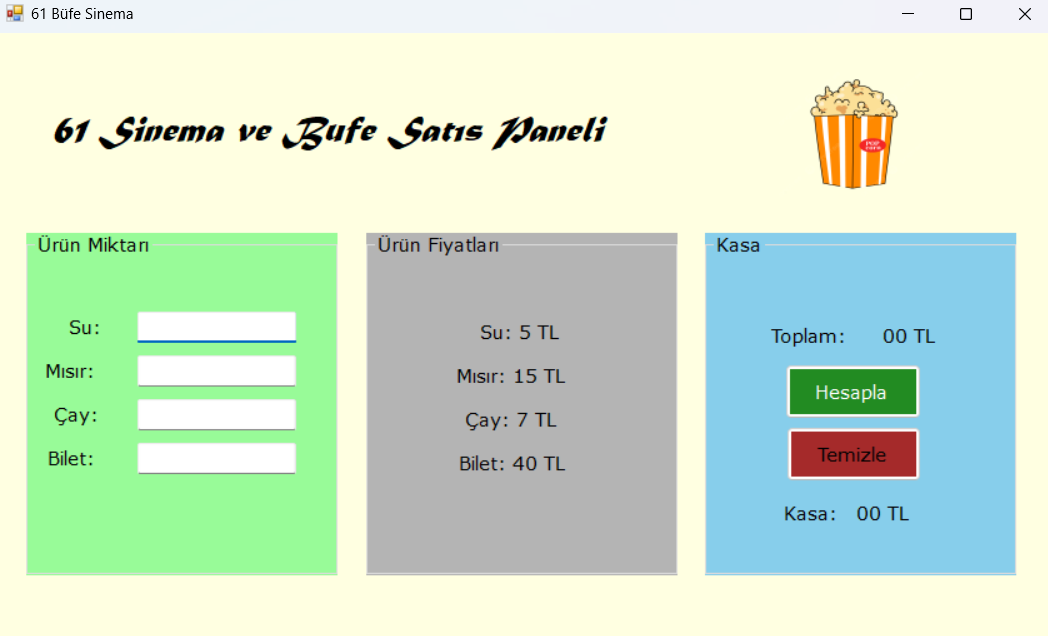 61 Büfe Sinema
61 Sinema ve Bufe Satıs Paneli
POP
corn
Ürün Miktarı
Su:
Mısır:
Çay:
Bilet:
Ürün Fiyatları
Su: 5 TL
Mısır: 15 TL
Çay: 7 TL
Bilet: 40 TL
Kasa
Toplam: 00 TL
Hesapla
Temizle
Kasa: 00 TL